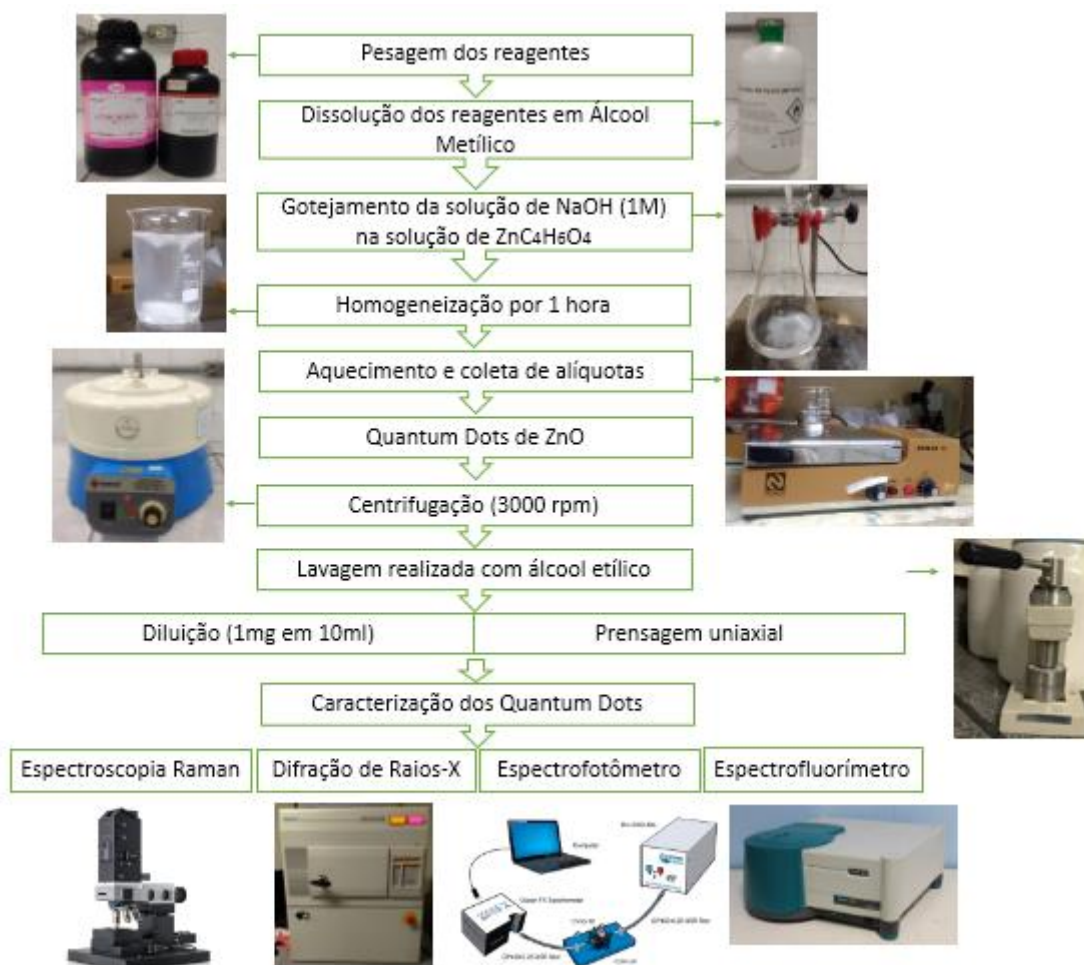 Pesagem dos reagentes
Dissolução dos reagentes em Álcool
Metílico
Gotejamento da solução de NaOH (1M)
na solução de ZnC₄H₆O₄
Homogeneização por 1 hora
Aquecimento e coleta de alíquotas
Quantum Dots de ZnO
Centrifugação (3000 rpm)
Lavagem realizada com álcool etílico
Diluição (1mg em 10ml)
Prensagem uniaxial
Caracterização dos Quantum Dots
Espectroscopia Raman
Difração de Raios-X
Espectrofotômetro
Espectrofluorímetro
Computer